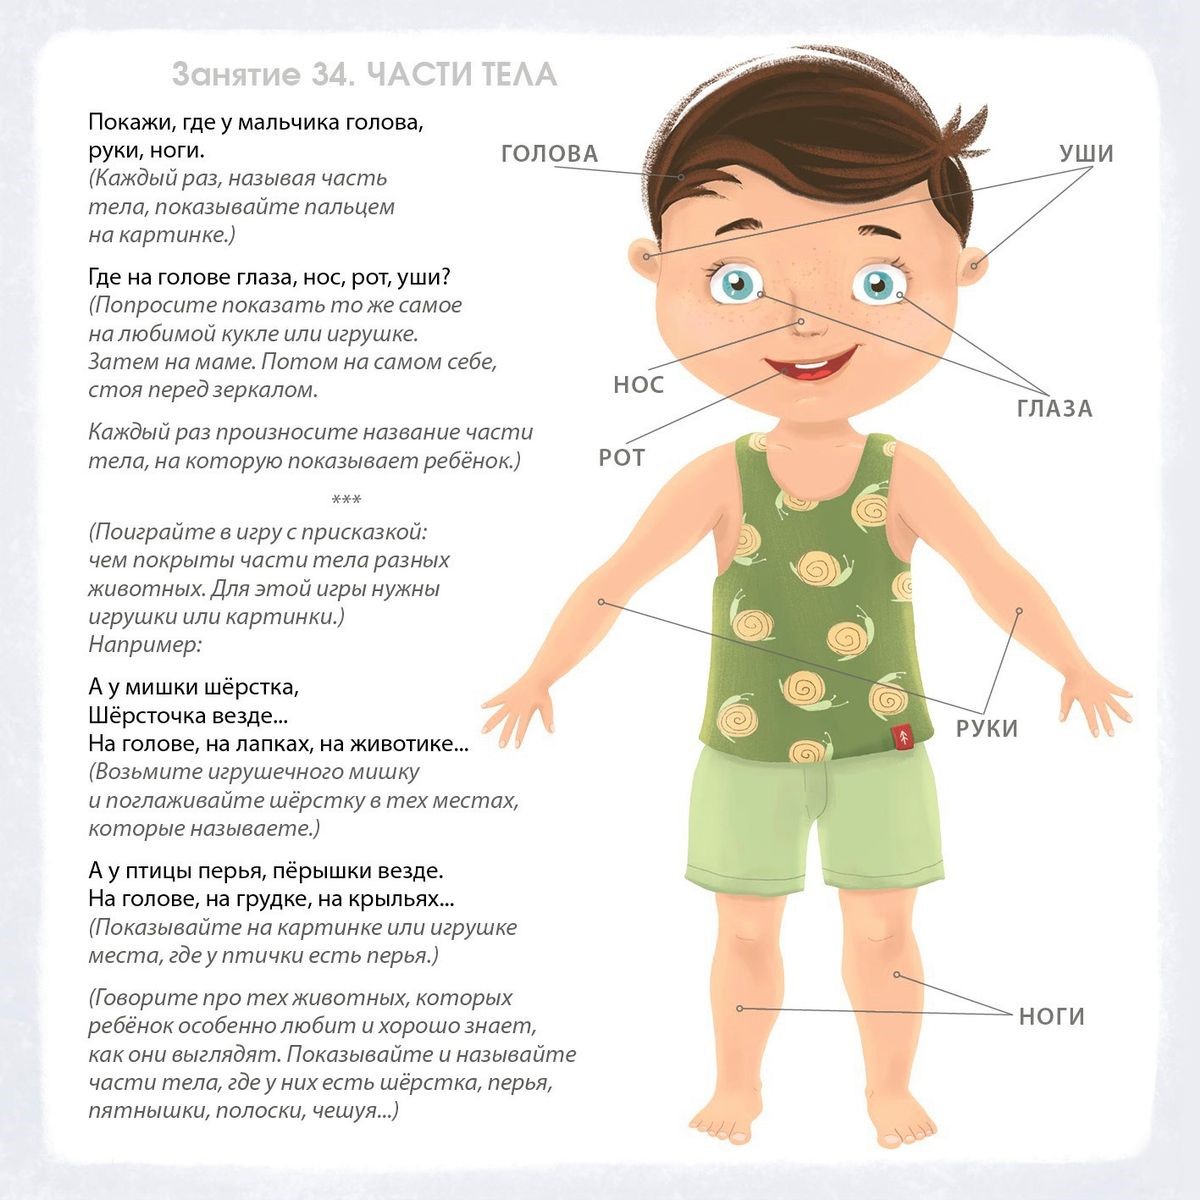 Занятие 34. ЧАСТИ ТЕЛА
Покажи, где у мальчика голова,
руки, ноги.
(Каждый раз, называя часть
тела, показывайте пальцем
на картинке.)
Где на голове глаза, нос, рот, уши?
(Попросите показать то же самое
на любимой кукле или игрушке.
Затем на маме. Потом на самом себе,
стоя перед зеркалом.
Каждый раз произносите название части
тела, на которую показывает ребёнок.)
***
(Поиграйте в игру с присказкой:
чем покрыты части тела разных
животных. Для этой игры нужны
игрушки или картинки.)
Например:
А у мишки шёрстка,
Шёрсточка везде...
На голове, на лапках, на животике...
(Возьмите игрушечного мишку
и поглаживайте шёрстку в тех местах,
которые называете.)
А у птицы перья, пёрышки везде.
На голове, на грудке, на крыльях...
(Показывайте на картинке или игрушке
места, где у птички есть перья.)
(Говорите про тех животных, которых
ребёнок особенно любит и хорошо знает,
как они выглядят. Показывайте и называйте
части тела, где у них есть шёрстка, перья,
пятнышки, полоски, чешуя...)
ГОЛОВА
УШИ
НОС
ГЛАЗА
РОТ
РУКИ
НОГИ